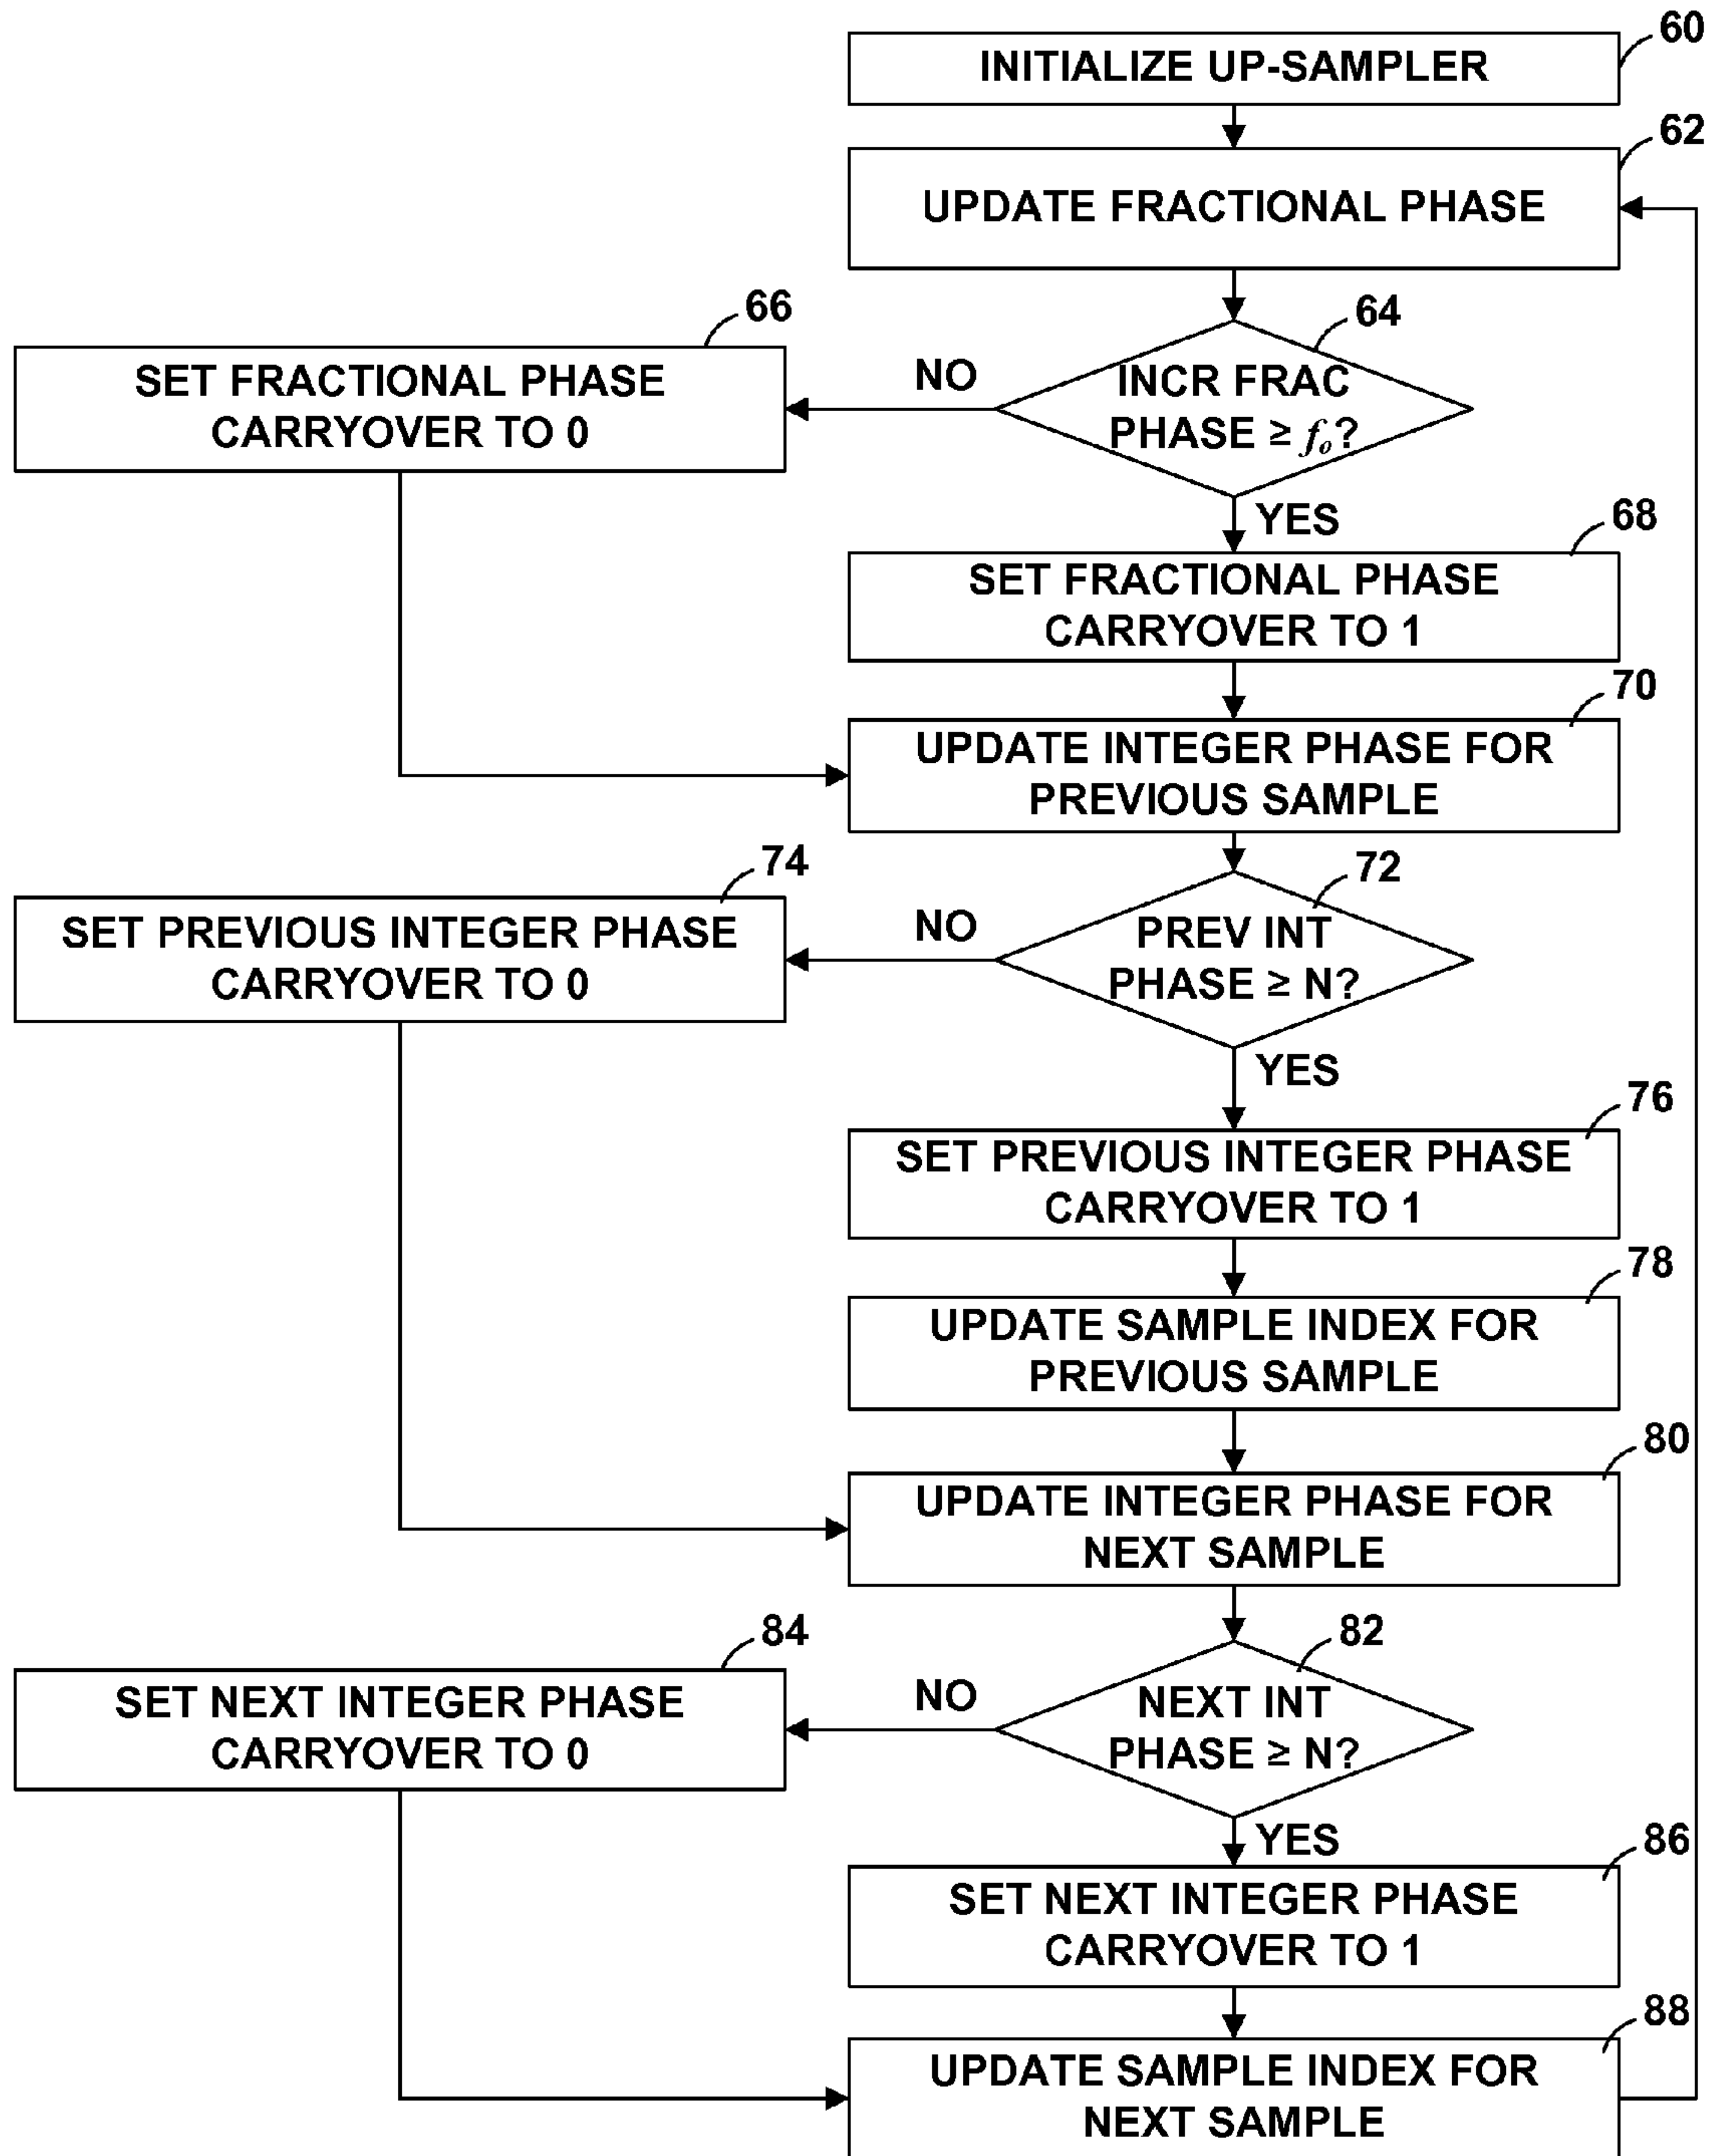 60
INITIALIZE UP-SAMPLER
62
UPDATE FRACTIONAL PHASE
64
INCR FRAC
PHASE ≥ fₒ?
NO
66
SET FRACTIONAL PHASE
CARRYOVER TO 0
YES
68
SET FRACTIONAL PHASE
CARRYOVER TO 1
70
UPDATE INTEGER PHASE FOR
PREVIOUS SAMPLE
72
PREV INT
PHASE ≥ N?
NO
74
SET PREVIOUS INTEGER PHASE
CARRYOVER TO 0
YES
76
SET PREVIOUS INTEGER PHASE
CARRYOVER TO 1
78
UPDATE SAMPLE INDEX FOR
PREVIOUS SAMPLE
80
UPDATE INTEGER PHASE FOR
NEXT SAMPLE
82
NEXT INT
PHASE ≥ N?
NO
84
SET NEXT INTEGER PHASE
CARRYOVER TO 0
YES
86
SET NEXT INTEGER PHASE
CARRYOVER TO 1
88
UPDATE SAMPLE INDEX FOR
NEXT SAMPLE